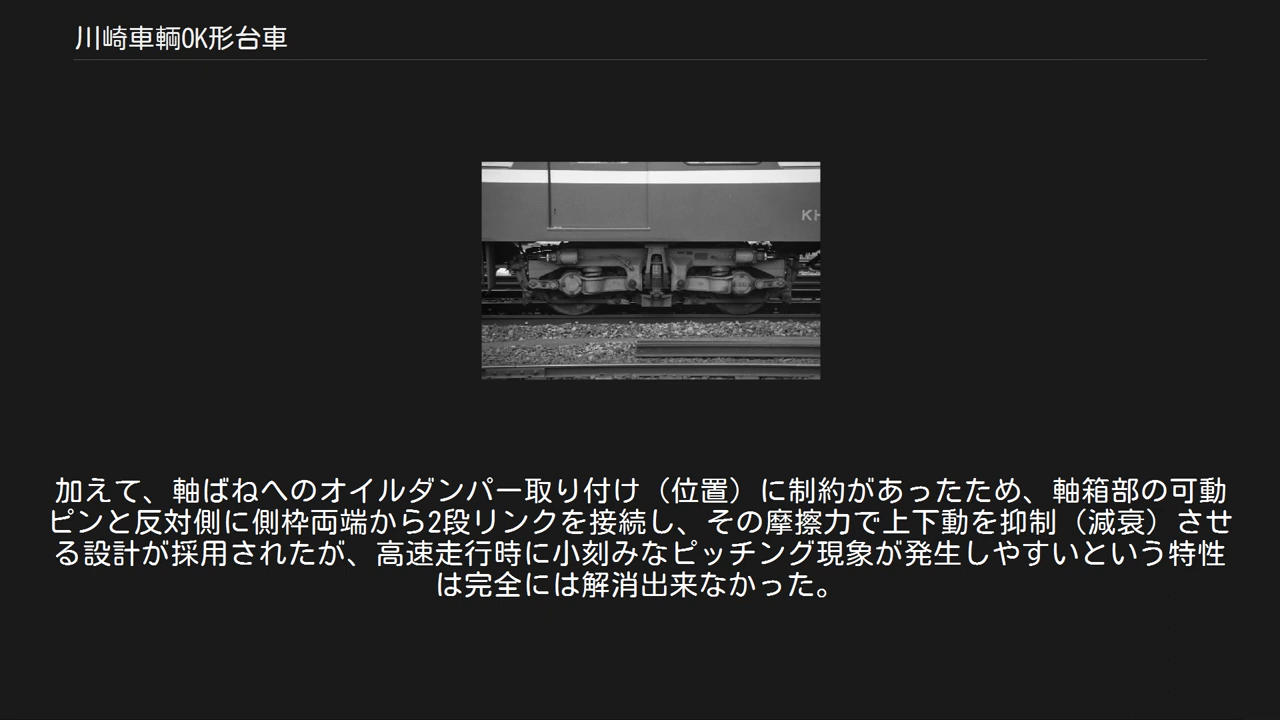 川崎車輌OK形台車
KH
加えて、軸ばねへのオイルダンパー取り付け（位置）に制約があったため、軸箱部の可動
ピンと反対側に側枠両端から2段リンクを接続し、その摩擦力で上下動を抑制（減衰）させ
る設計が採用されたが、高速走行時に小刻みなピッチング現象が発生しやすいという特性
は完全には解消出来なかった。